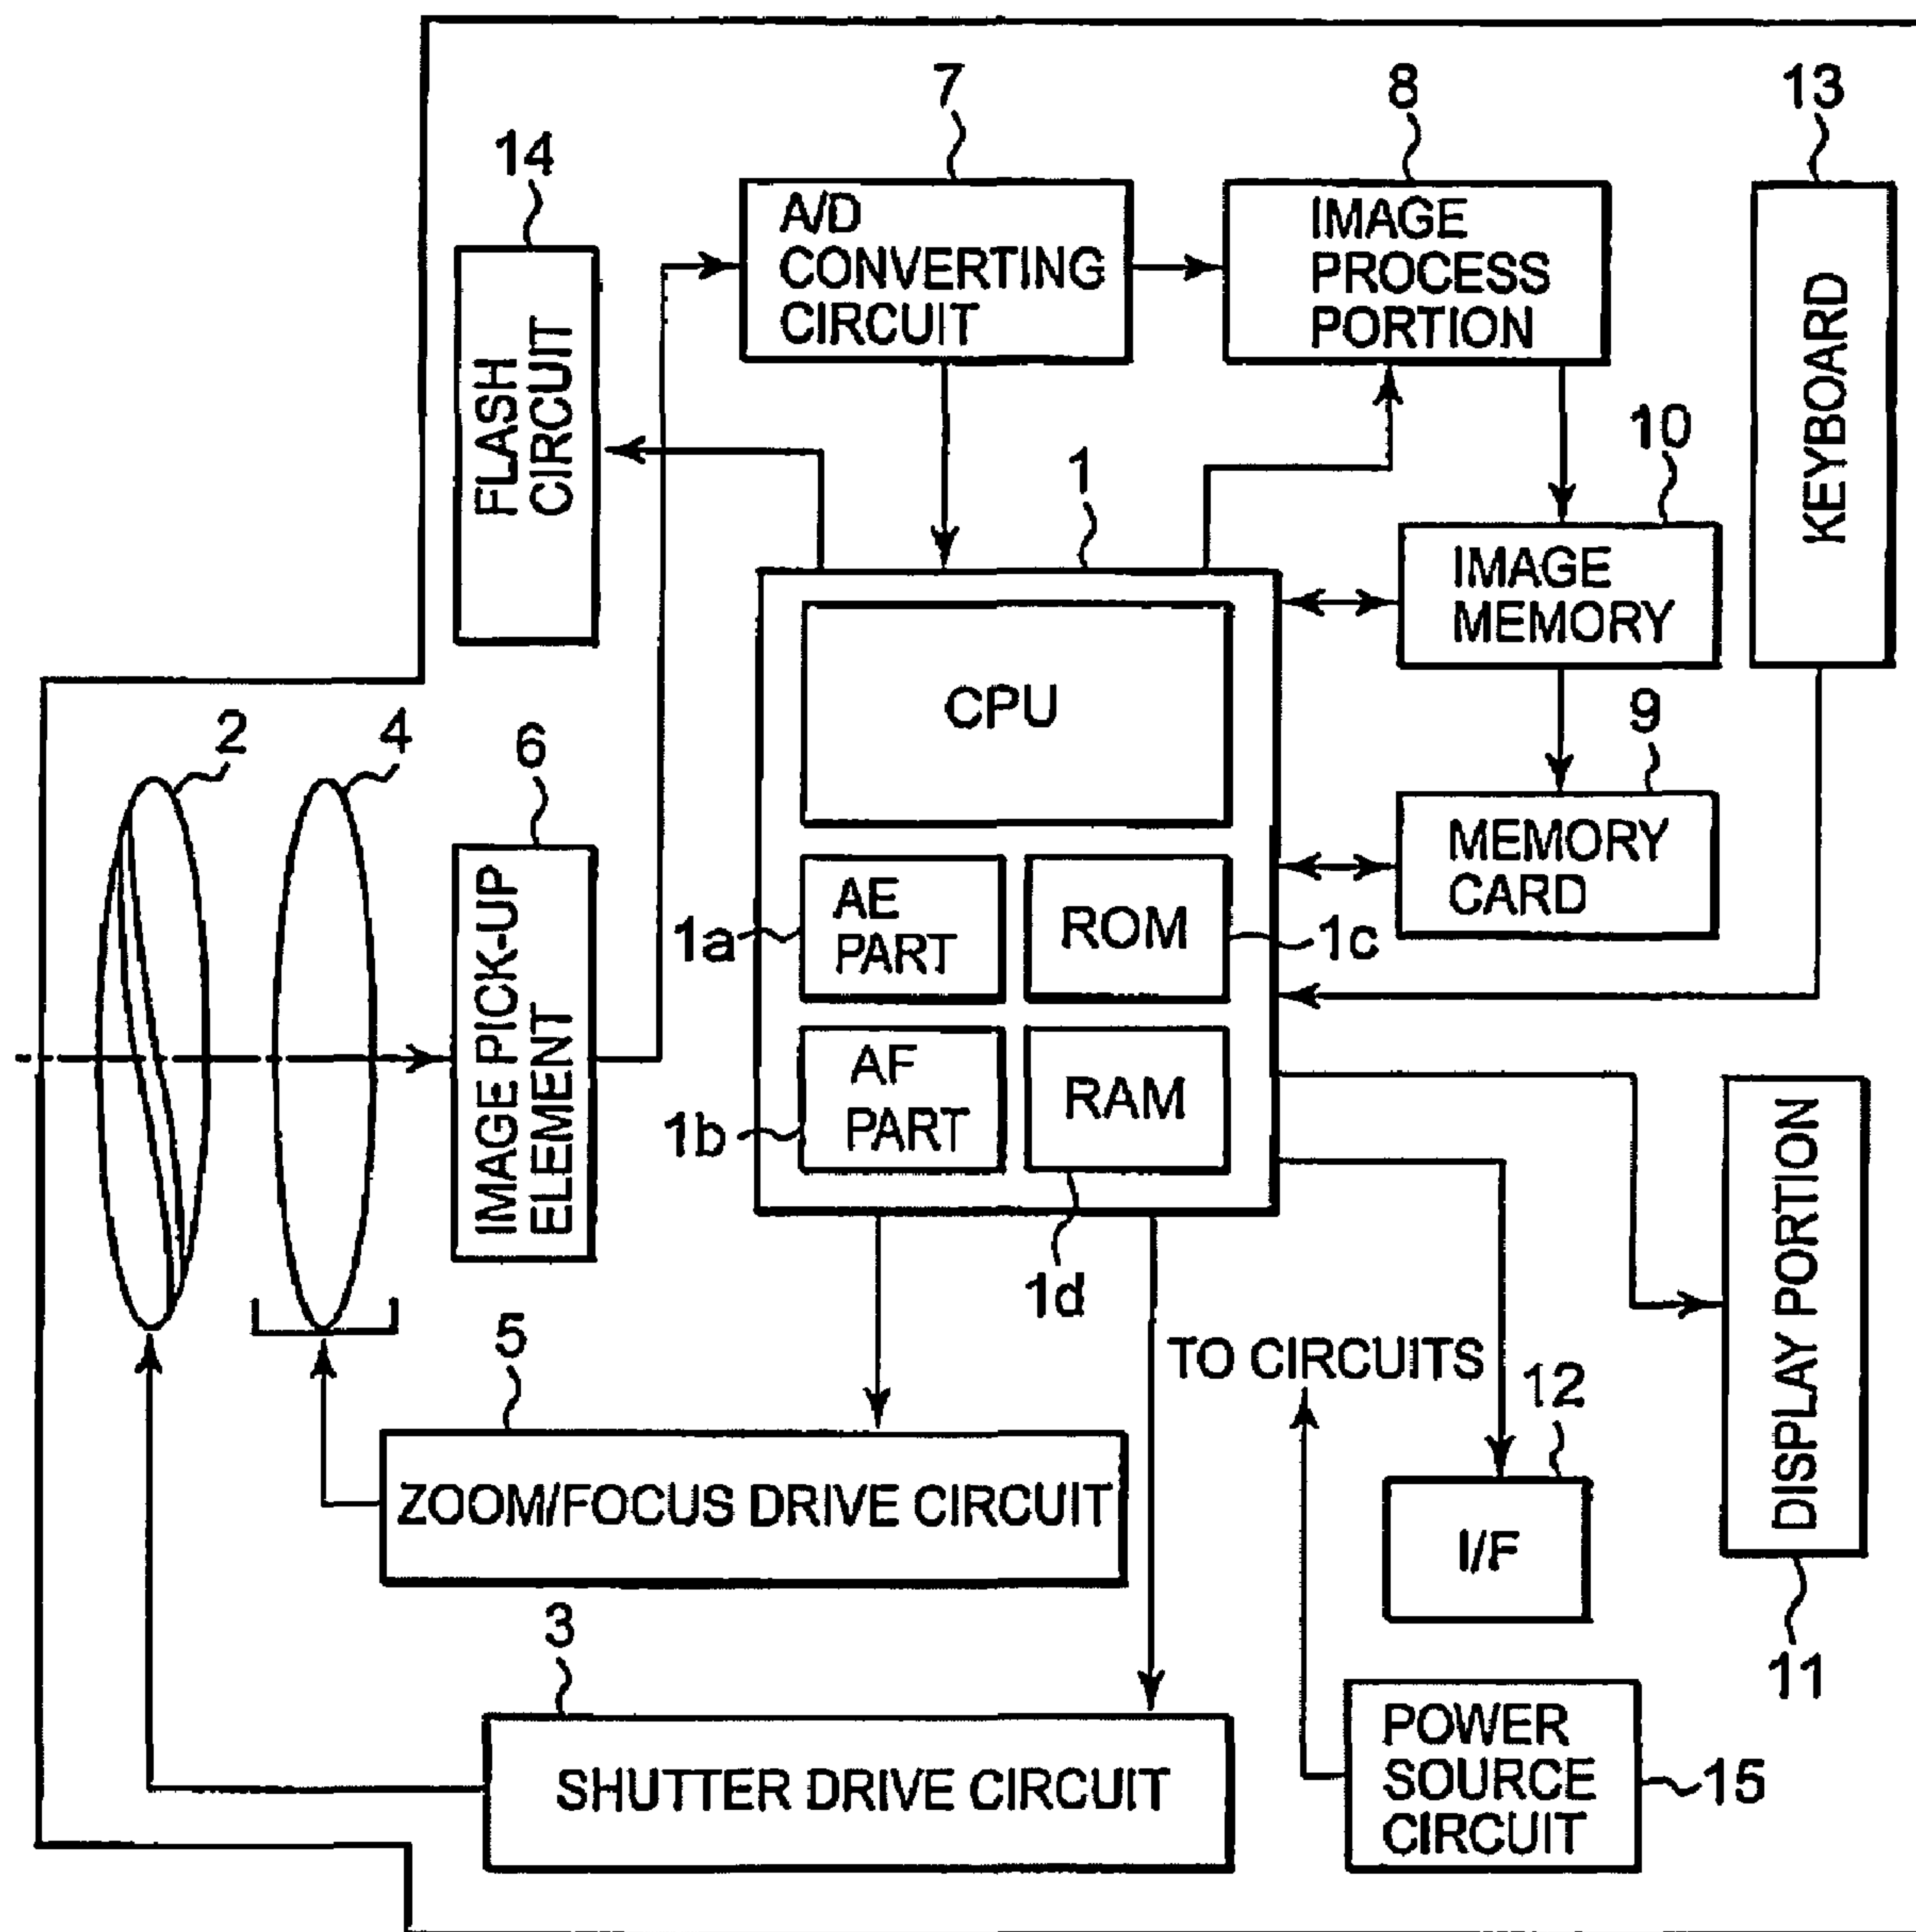 7
8
13
14
A/D
CONVERTING
CIRCUIT
IMAGE
PROCESS
PORTION
KEYBOARD
FLASH
CIRCUIT
10
1
IMAGE
MEMORY
CPU
2
4
6
9
MEMORY
CARD
AE
PART
1a
ROM
1c
IMAGE PICK-UP
ELEMENT
AF
PART
1b
RAM
1d
DISPLAY PORTION
5
TO CIRCUITS
12
ZOOM/FOCUS DRIVE CIRCUIT
I/F
3
11
SHUTTER DRIVE CIRCUIT
POWER
SOURCE
CIRCUIT
15